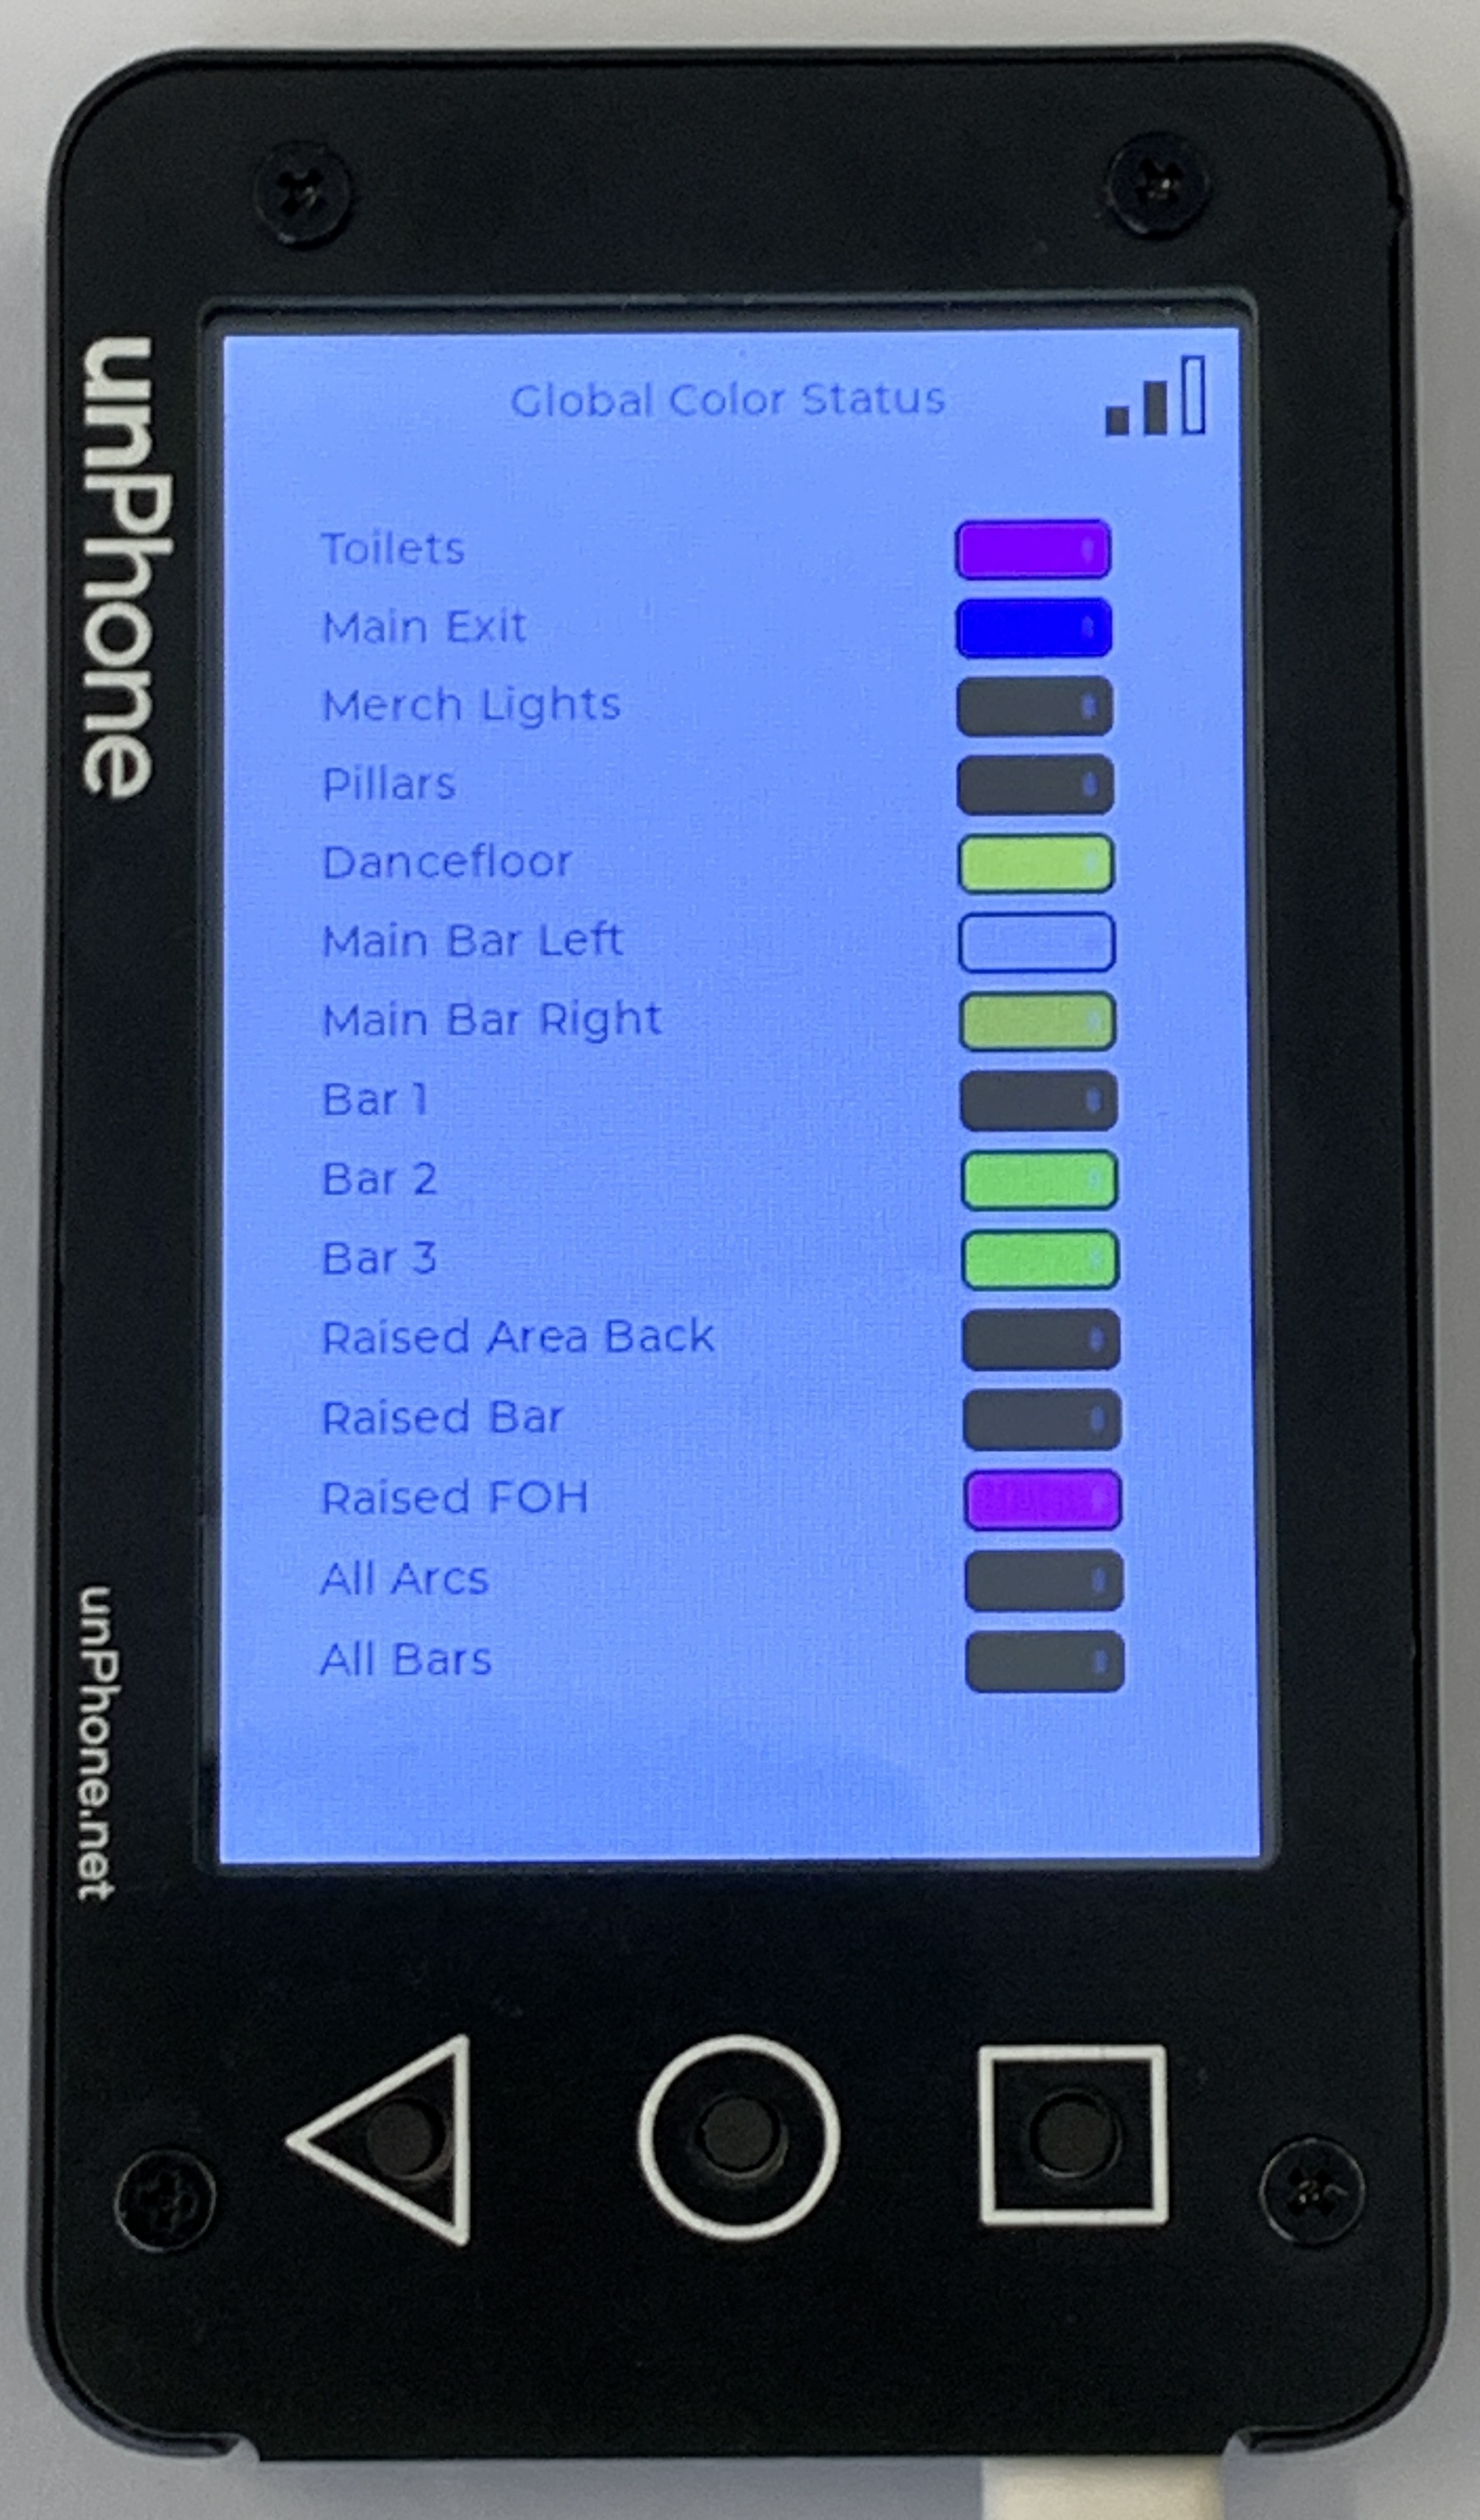 unPhone
Global Color Status
Toilets
Main Exit
Merch Lights
Pillars
Dancefloor
Main Bar Left
Main Bar Right
Bar 1
Bar 2
Bar 3
Raised Area Back
Raised Bar
Raised FOH
All Arcs
All Bars
unPhone.net